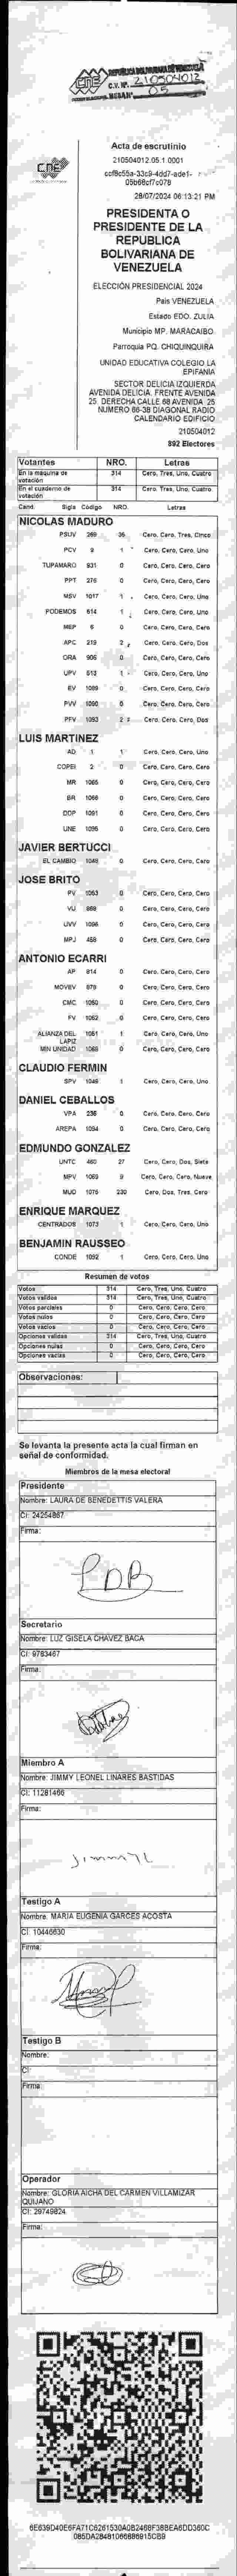 REPÚBLICA BOLIVARIANA DE VENEZUELA
CNE
C.V. Nº. 210504012
MESA Nº 05
CNE
Acta de escrutinio
210504012.05.1.0001
ccf8c55a-33c9-4dd7-ade1-
05b66cf7c078
28/07/2024 06:13:21 PM
PRESIDENTA O
PRESIDENTE DE LA
REPUBLICA
BOLIVARIANA DE
VENEZUELA
ELECCIÓN PRESIDENCIAL 2024
País VENEZUELA
Estado EDO. ZULIA
Municipio MP. MARACAIBO
Parroquia PQ. CHIQUINQUIRA
UNIDAD EDUCATIVA COLEGIO LA
EPIFANIA
SECTOR DELICIA IZQUIERDA
AVENIDA DELICIA. FRENTE AVENIDA
25. DERECHA CALLE 68 AVENIDA 25
NUMERO 66-38 DIAGONAL RADIO
CALENDARIO EDIFICIO
210504012
892 Electores
Votantes NRO. Letras
En la maquina de votación 314 Cero, Tres, Uno, Cuatro
En el cuaderno de votación 314 Cero, Tres, Uno, Cuatro
Cand. Sigla Código NRO. Letras
NICOLAS MADURO
PSUV 269 35 Cero, Cero, Tres, Cinco
PCV 9 1 Cero, Cero, Cero, Uno
TUPAMARO 931 0 Cero, Cero, Cero, Cero
PPT 276 0 Cero, Cero, Cero, Cero
MSV 1017 1 Cero, Cero, Cero, Uno
PODEMOS 614 1 Cero, Cero, Cero, Uno
MEP 6 0 Cero, Cero, Cero, Cero
APC 219 2 Cero, Cero, Cero, Dos
ORA 906 0 Cero, Cero, Cero, Cero
UPV 513 1 Cero, Cero, Cero, Uno
EV 1089 0 Cero, Cero, Cero, Cero
PVV 1090 0 Cero, Cero, Cero, Cero
PFV 1093 2 Cero, Cero, Cero, Dos
LUIS MARTINEZ
AD 1 1 Cero, Cero, Cero, Uno
COPEI 2 0 Cero, Cero, Cero, Cero
MR 1065 0 Cero, Cero, Cero, Cero
BR 1066 0 Cero, Cero, Cero, Cero
DDP 1091 0 Cero, Cero, Cero, Cero
UNE 1095 0 Cero, Cero, Cero, Cero
JAVIER BERTUCCI
EL CAMBIO 1048 0 Cero, Cero, Cero, Cero
JOSE BRITO
PV 1053 0 Cero, Cero, Cero, Cero
VU 869 0 Cero, Cero, Cero, Cero
UVV 1096 0 Cero, Cero, Cero, Cero
MPJ 458 0 Cero, Cero, Cero, Cero
ANTONIO ECARRI
AP 814 0 Cero, Cero, Cero, Cero
MOVEV 979 0 Cero, Cero, Cero, Cero
CMC 1050 0 Cero, Cero, Cero, Cero
FV 1052 0 Cero, Cero, Cero, Cero
ALIANZA DEL LAPIZ 1051 1 Cero, Cero, Cero, Uno
MIN UNIDAD 1068 0 Cero, Cero, Cero, Cero
CLAUDIO FERMIN
SPV 1046 1 Cero, Cero, Cero, Uno
DANIEL CEBALLOS
VPA 236 0 Cero, Cero, Cero, Cero
AREPA 1094 0 Cero, Cero, Cero, Cero
EDMUNDO GONZALEZ
UNTC 460 27 Cero, Cero, Dos, Siete
MPV 1069 9 Cero, Cero, Cero, Nueve
MUD 1075 230 Cero, Dos, Tres, Cero
ENRIQUE MARQUEZ
CENTRADOS 1073 1 Cero, Cero, Cero, Uno
BENJAMIN RAUSSEO
CONDE 1092 1 Cero, Cero, Cero, Uno
Resumen de votos
Votos 314 Cero, Tres, Uno, Cuatro
Votos validos 314 Cero, Tres, Uno, Cuatro
Votos parciales 0 Cero, Cero, Cero, Cero
Votos nulos 0 Cero, Cero, Cero, Cero
Votos vacios 0 Cero, Cero, Cero, Cero
Opciones validas 314 Cero, Tres, Uno, Cuatro
Opciones nulas 0 Cero, Cero, Cero, Cero
Opciones vacias 0 Cero, Cero, Cero, Cero
Observaciones:
Se levanta la presente acta la cual firman en
señal de conformidad.
Miembros de la mesa electoral
Presidente
Nombre: LAURA DE BENEDETTIS VALERA
CI: 24254867
Firma:
LDB
Secretario
Nombre: LUZ GISELA CHAVEZ BACA
CI: 9783467
Firma:
Miembro A
Nombre: JIMMY LEONEL LINARES BASTIDAS
CI: 11281466
Firma:
Jimmy L
Testigo A
Nombre: MARIA EUGENIA GARCES ACOSTA
CI: 10446630
Firma:
Testigo B
Nombre:
CI:
Firma:
Operador
Nombre: GLORIA AICHA DEL CARMEN VILLAMIZAR
QUIJANO
CI: 29749824
Firma: